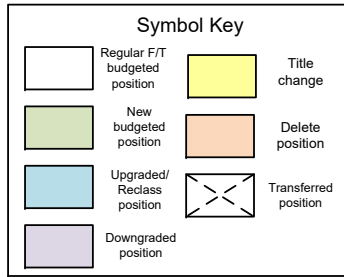 Symbol Key
Regular F/T
budgeted
position
New
budgeted
position
Upgraded/
Reclass
position
Downgraded
position
Title
change
Delete
position
Transferred
position